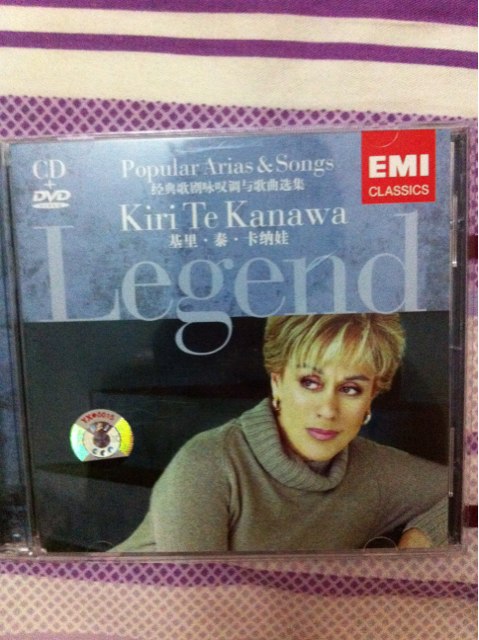 CD
+
DVD
VIDEO
Popular Arias & Songs
经典歌剧咏叹调与歌曲选集
EMI
CLASSICS
Kiri Te Kanawa
基里·泰·卡纳娃
Legend